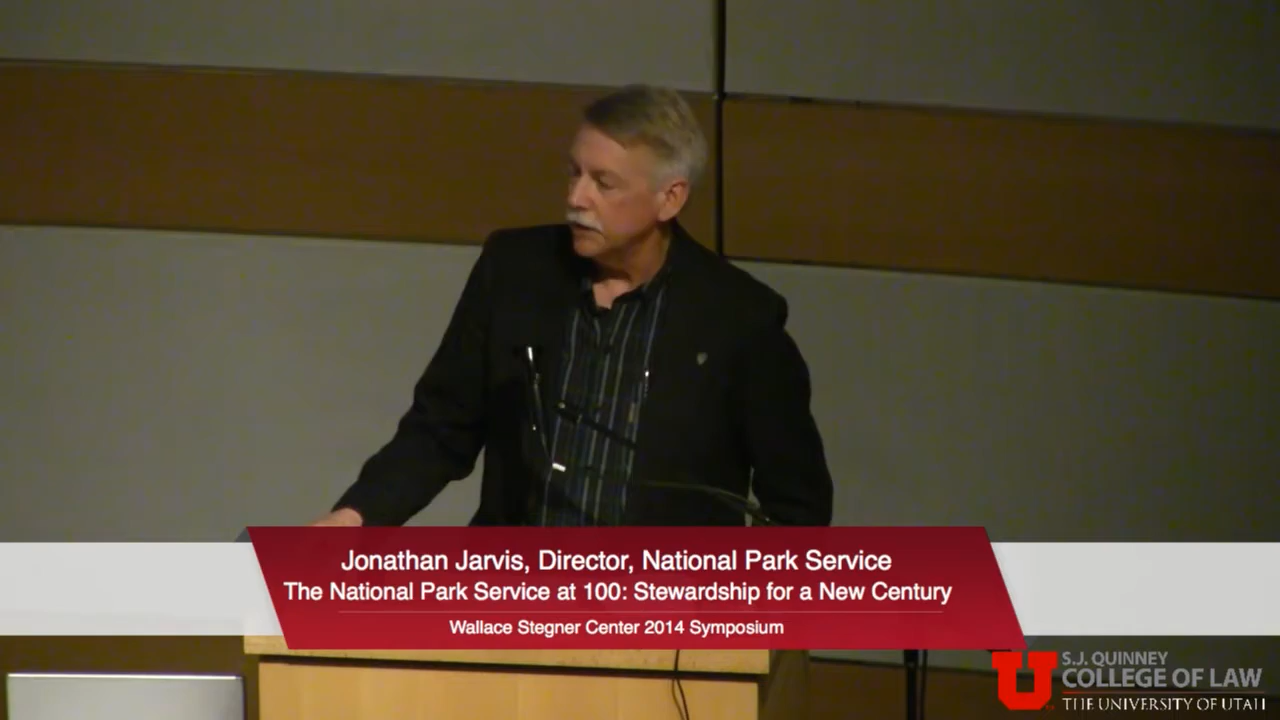 Jonathan Jarvis, Director, National Park Service
The National Park Service at 100: Stewardship for a New Century
Wallace Stegner Center 2014 Symposium
U
S.J. QUINNEY
COLLEGE OF LAW
THE UNIVERSITY OF UTAH